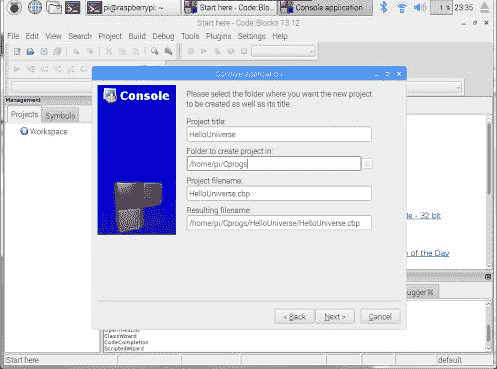 pi@raspberrypi: ~
Start here - Code::Bloc...
Console application
1 %
23:35
Start here - Code::Blocks 13.12
File Edit View Search Project Build Debug Tools Plugins Settings Help
Management
Projects Symbols
Workspace
Console application
Console
Please select the folder where you want the new project
to be created as well as its title.
Project title:
HelloUniverse
Folder to create project in:
/home/pi/Cprogs
Project filename:
HelloUniverse.cbp
Resulting filename:
/home/pi/Cprogs/HelloUniverse/HelloUniverse.cbp
< Back Next > Cancel
le - 32 bit
o of the Day
ugger
ClassWizard
CodeCompletion
ScriptedWizard
Start here
default